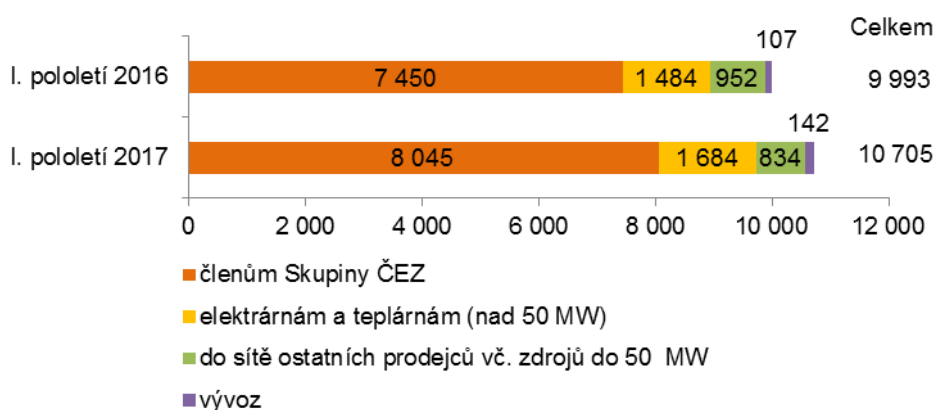 Celkem
107
I. pololetí 2016
7 450
1 484
952
9 993
142
I. pololetí 2017
8 045
1 684
834
10 705
0
2 000
4 000
6 000
8 000
10 000
12 000
členům Skupiny ČEZ
elektrárnám a teplárnám (nad 50 MW)
do sítě ostatních prodejců vč. zdrojů do 50 MW
vývoz